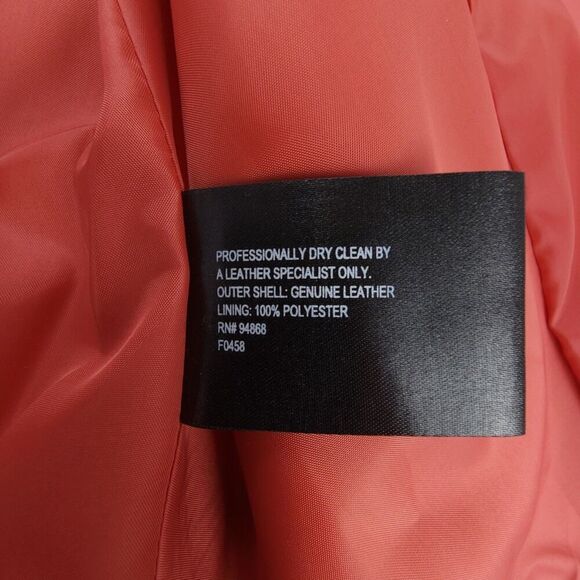 PROFESSIONALLY DRY CLEAN BY
A LEATHER SPECIALIST ONLY.
OUTER SHELL: GENUINE LEATHER
LINING: 100% POLYESTER
RN# 94868
F0458